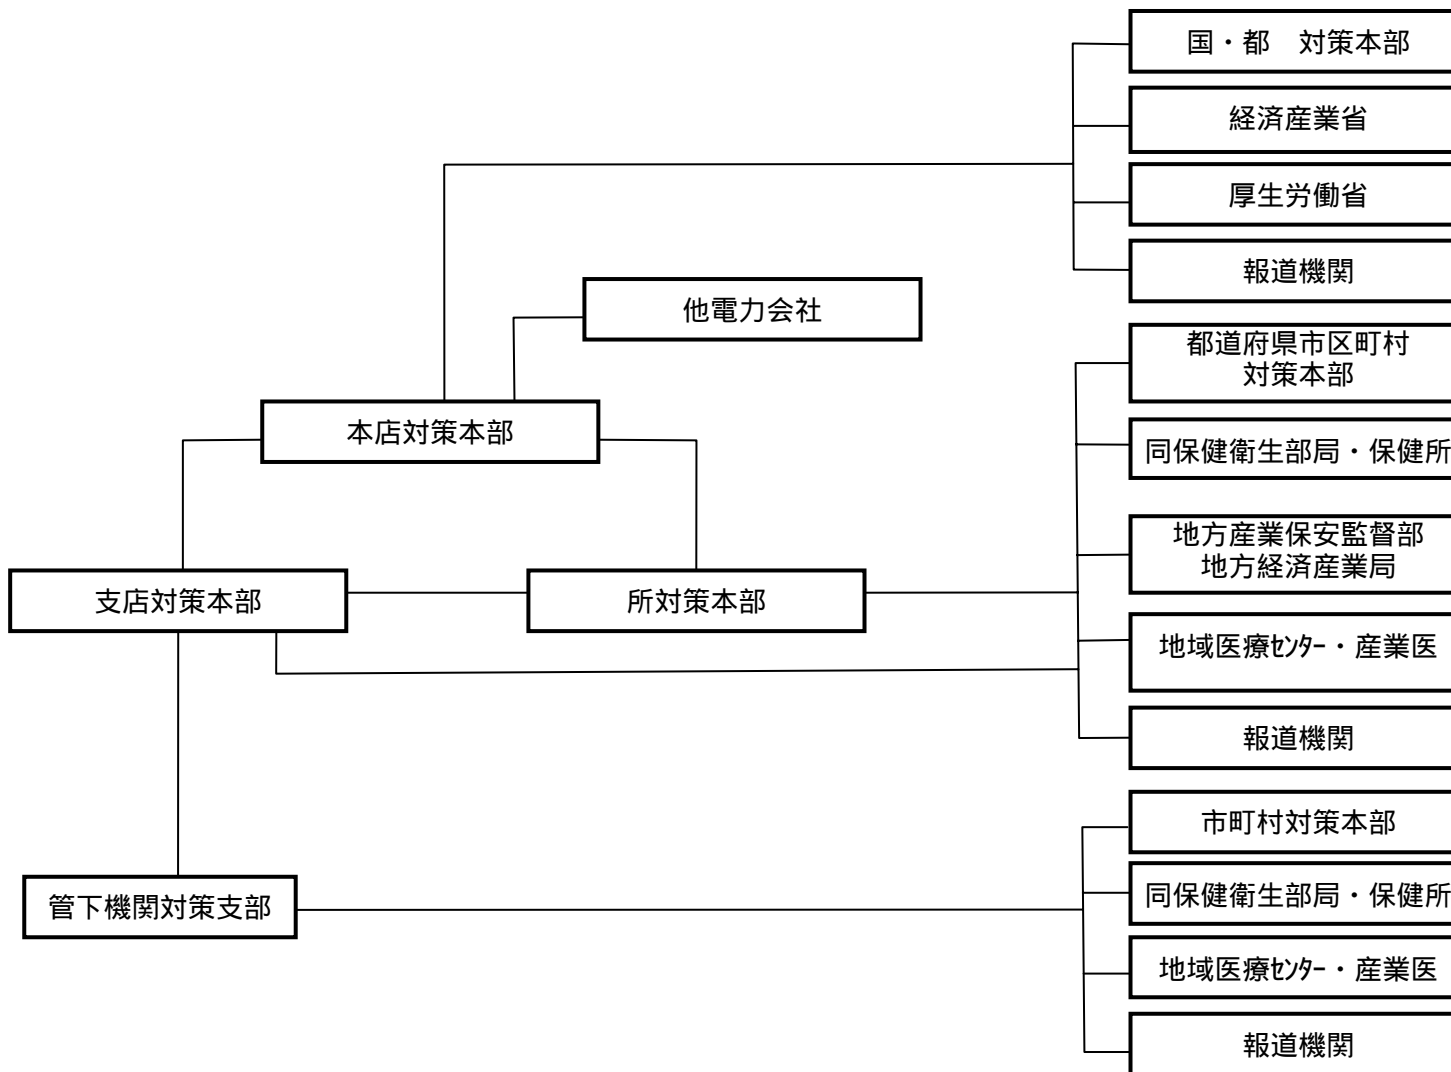 国・都　対策本部
経済産業省
厚生労働省
報道機関
他電力会社
都道府県市区町村
対策本部
本店対策本部
同保健衛生部局・保健所
地方産業保安監督部
地方経済産業局
支店対策本部
所対策本部
地域医療ｾﾝﾀｰ・産業医
報道機関
市町村対策本部
同保健衛生部局・保健所
管下機関対策支部
地域医療ｾﾝﾀｰ・産業医
報道機関